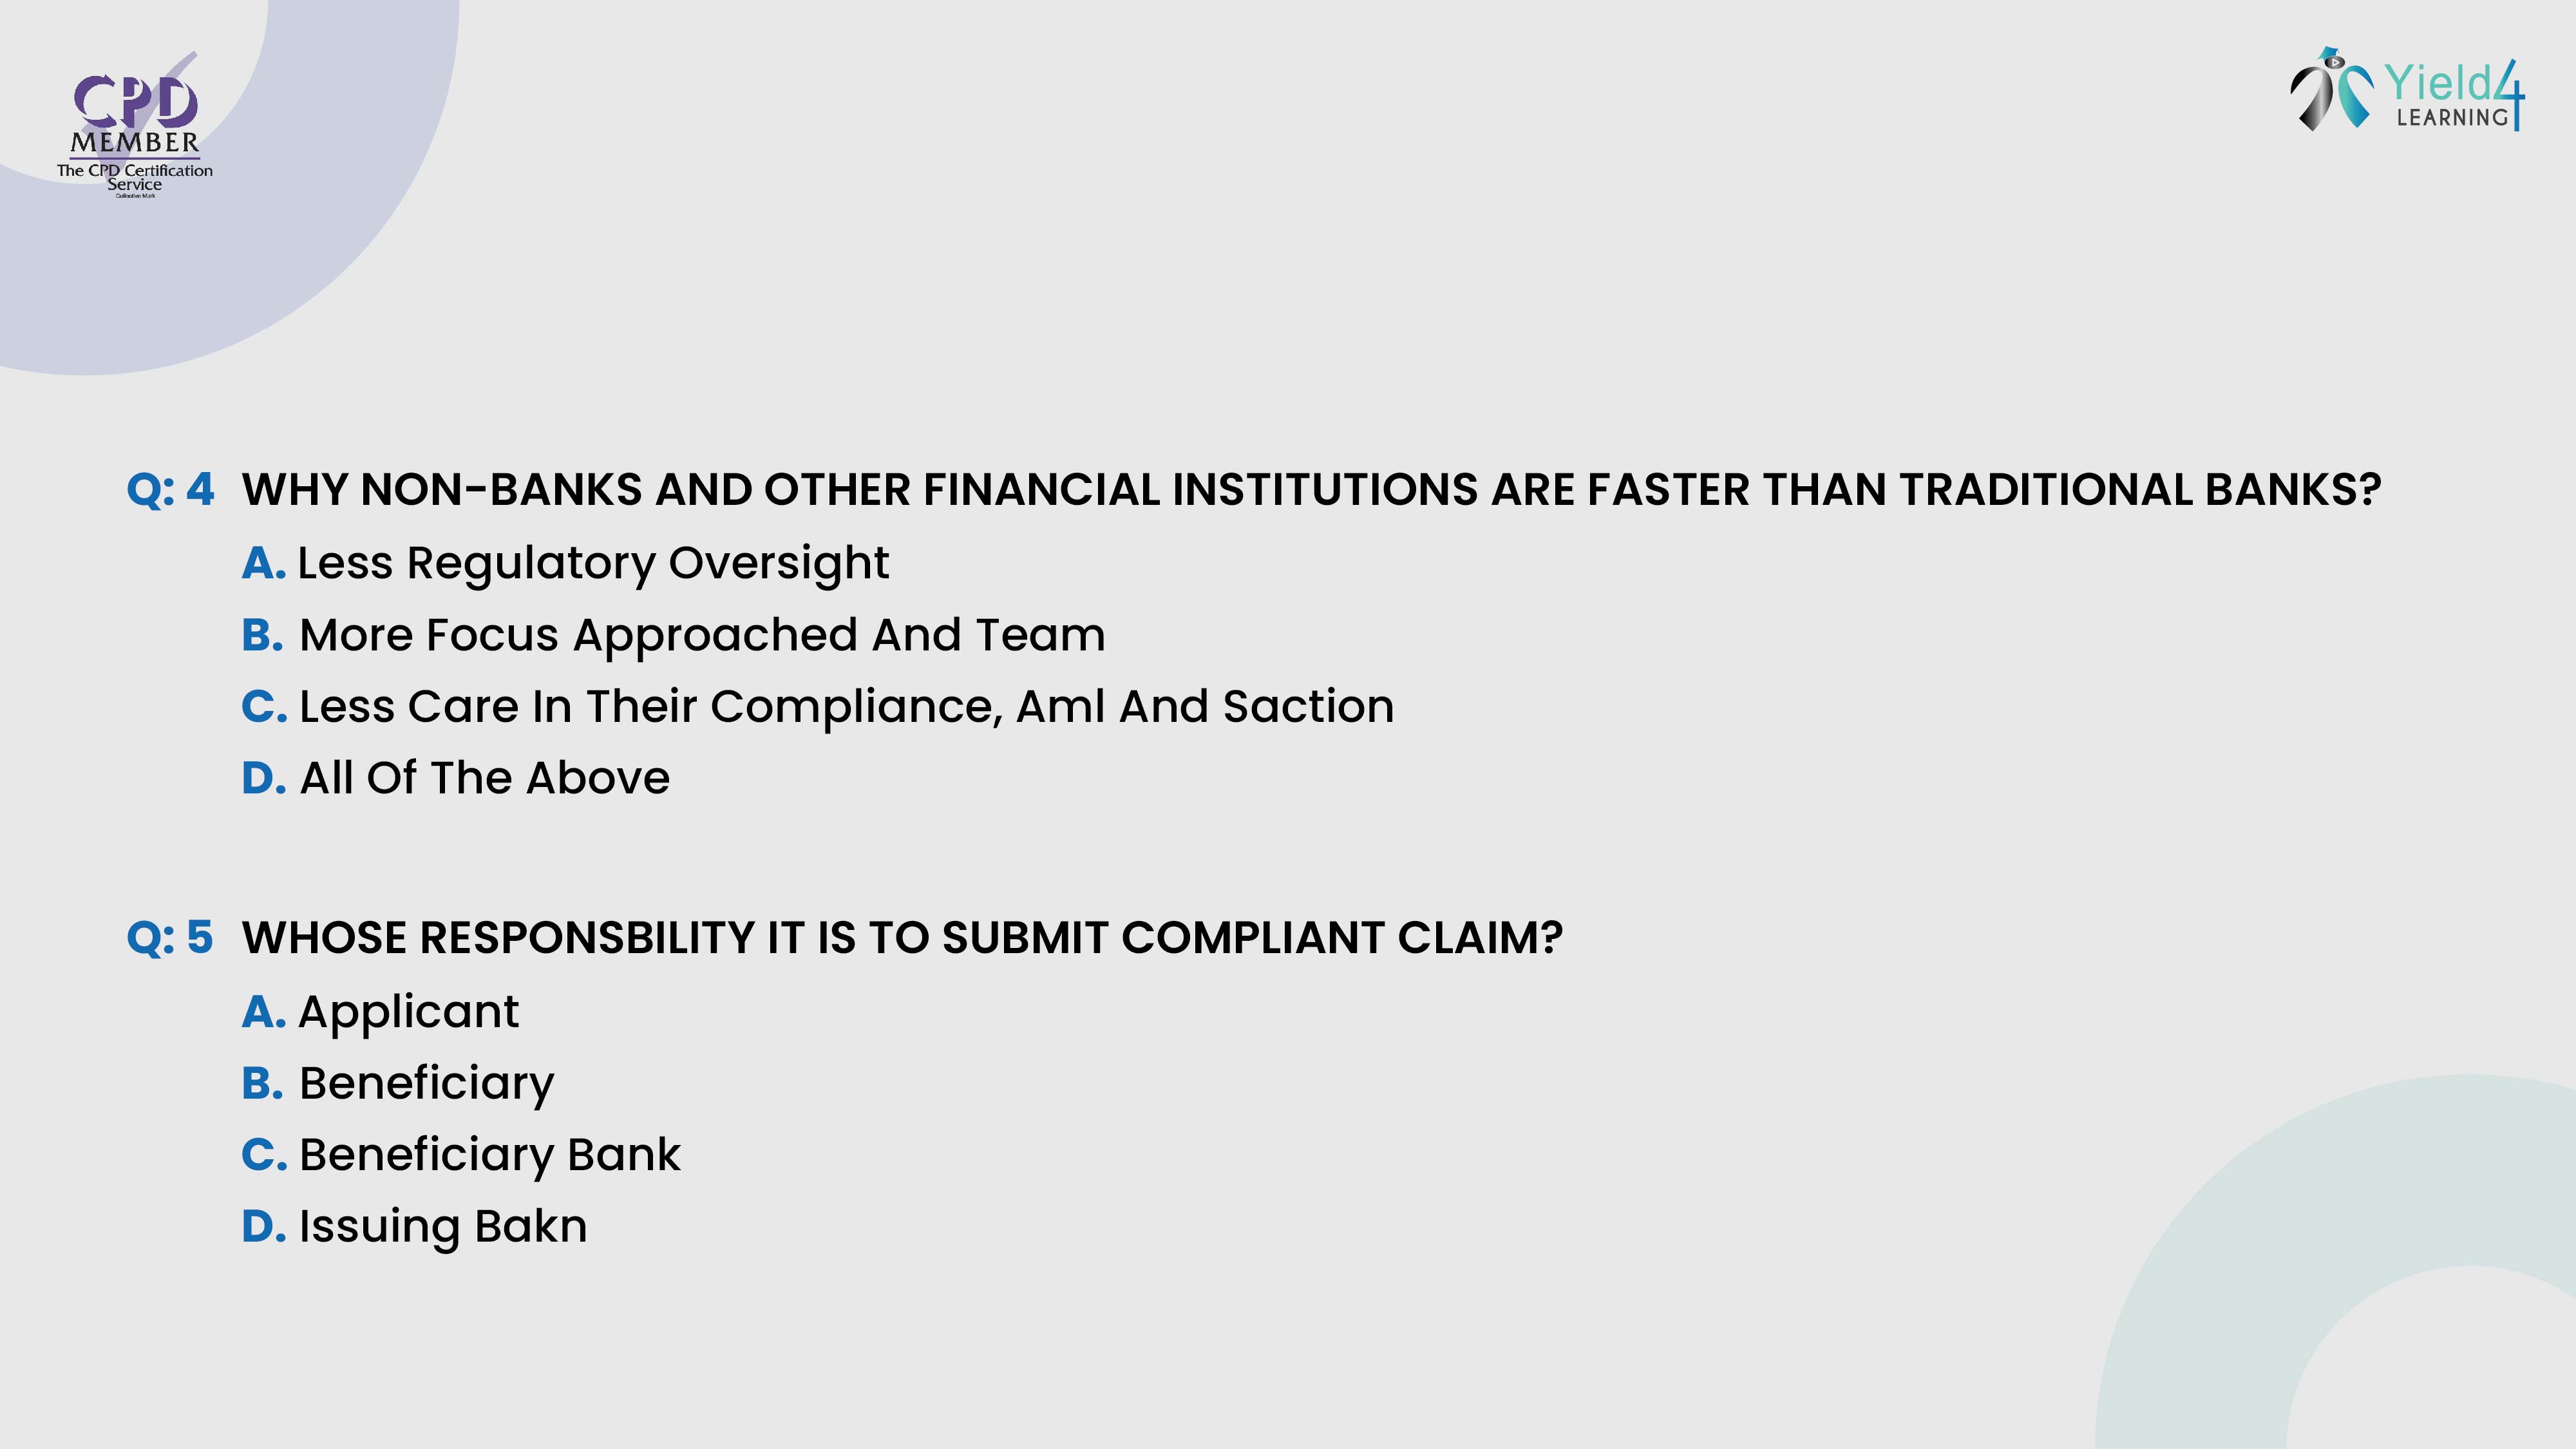 CPD
MEMBER
The CPD Certification
Service
Collective Mark
Yield4
LEARNING
Q: 4 WHY NON-BANKS AND OTHER FINANCIAL INSTITUTIONS ARE FASTER THAN TRADITIONAL BANKS?
A. Less Regulatory Oversight
B. More Focus Approached And Team
C. Less Care In Their Compliance, Aml And Saction
D. All Of The Above
Q: 5 WHOSE RESPONSBILITY IT IS TO SUBMIT COMPLIANT CLAIM?
A. Applicant
B. Beneficiary
C. Beneficiary Bank
D. Issuing Bakn